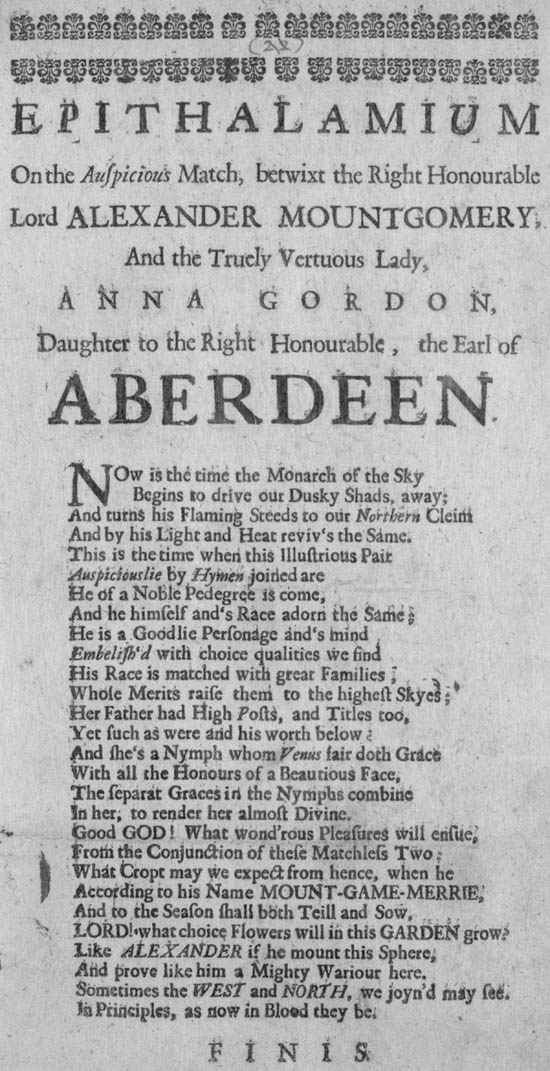 (22)
EPITHALAMIUM
On the Auſpicious Match, betwixt the Right Honourable
Lord ALEXANDER MOUNTGOMERY,
And the Truely Vertuous Lady,
ANNA GORDON,
Daughter to the Right Honourable, the Earl of
ABERDEEN.
NOw is the time the Monarch of the Sky
Begins to drive our Dusky Shads, away;
And turns his Flaming Steeds to our Northern Cleim
And by his Light and Heat reviv's the Same.
This is the time when this Illuſtrious Pair
Auspiciouslie by Hymen joined are
He of a Noble Pedegree is come,
And he himſelf and's Race adorn the Same;
He is a Goodlie Perſonage and's mind
Embeliſh'd with choice qualities we find
His Race is matched with great Families;
Whoſe Merits raiſe them to the higheſt Skyes;
Her Father had High Poſts, and Titles too,
Yet ſuch as were and his worth below:
And ſhe's a Nymph whom Venus fair doth Grace
With all the Honours of a Beautious Face,
The ſeparat Graces in the Nymphs combine
In her, to render her almoſt Divine.
Good GOD! What wond'rous Pleaſures will enſue,
From the Conjunction of theſe Matchleſs Two:
What Cropt may we expect from hence, when he
According to his Name MOUNT-GAME-MERRIE,
And to the Seaſon ſhall both Teill and Sow,
LORD! what choice Flowers will in this GARDEN grow?
Like ALEXANDER if he mount this Sphere,
And prove like him a Mighty Wariour here.
Sometimes the WEST and NORTH, we joyn'd may ſee.
In Principles, as now in Blood they be.
FINIS.